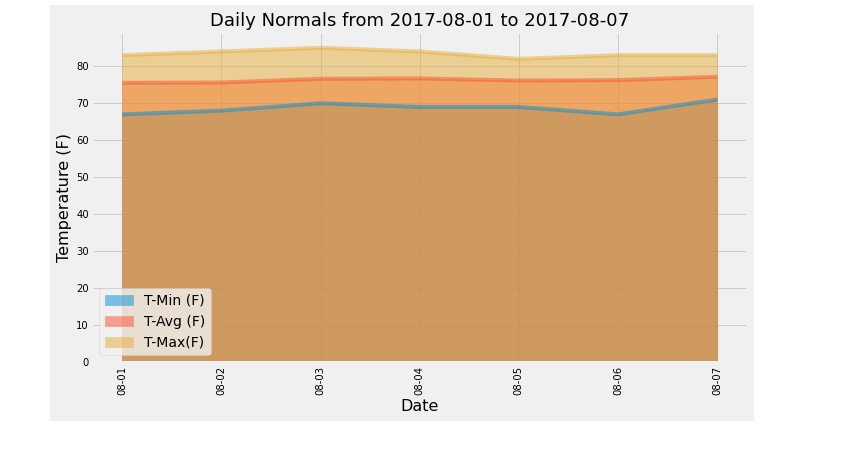 Daily Normals from 2017-08-01 to 2017-08-07
Temperature (F)
80
70
60
50
40
30
20
10
0
T-Min (F)
T-Avg (F)
T-Max(F)
08-01
08-02
08-03
08-04
08-05
08-06
08-07
Date